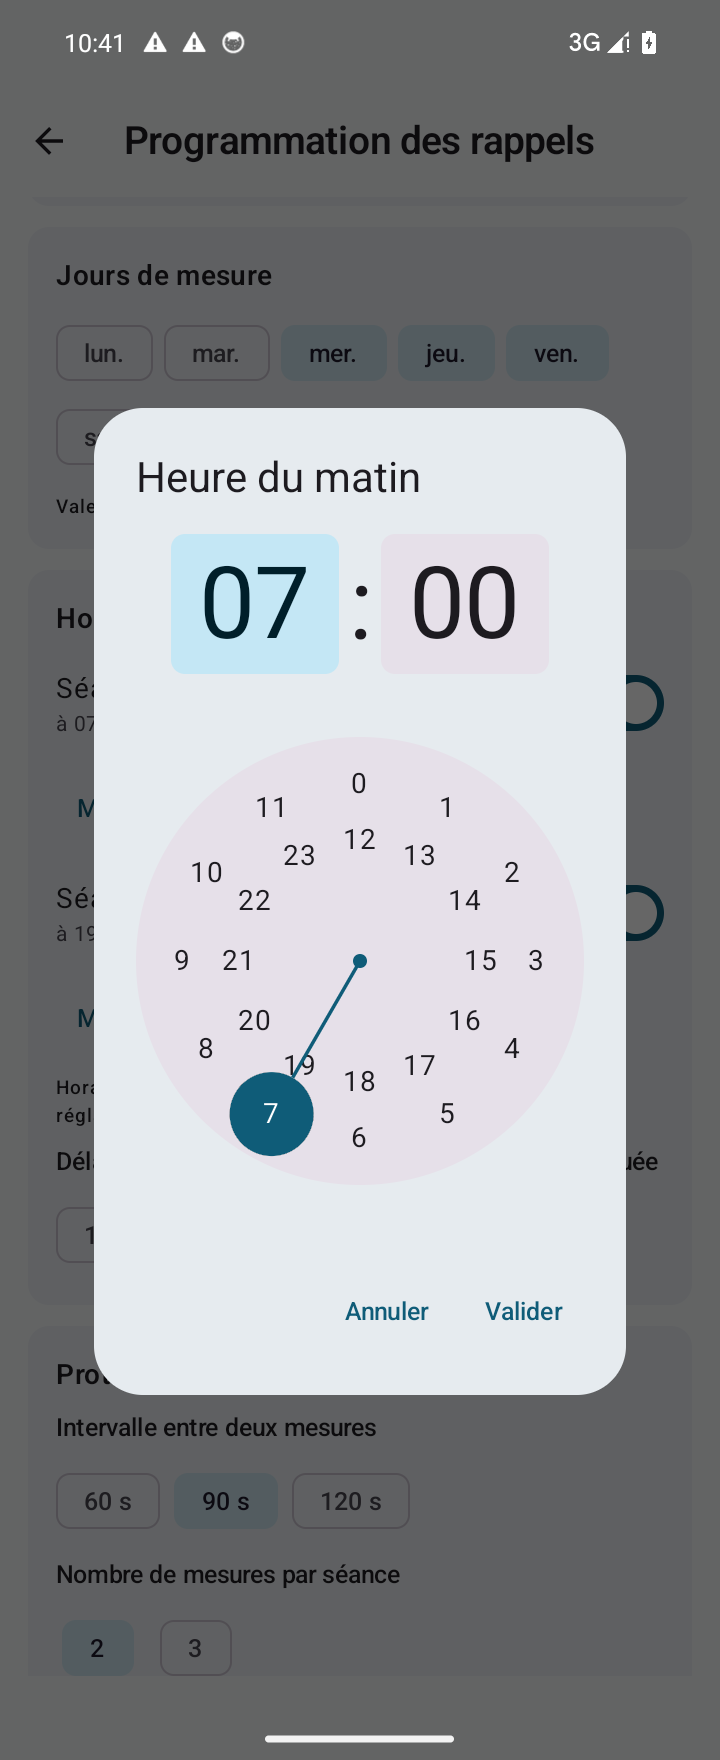 10:41 3G
Programmation des rappels
Jours de mesure
lun. mar. mer. jeu. ven.
Heure du matin
07 : 00
0
11 1
12
23 13
10 2
22 14
9 21 15 3
20 16
8 4
19 17
18
7 5
6
Annuler Valider
Intervalle entre deux mesures
60 s 90 s 120 s
Nombre de mesures par séance
2 3